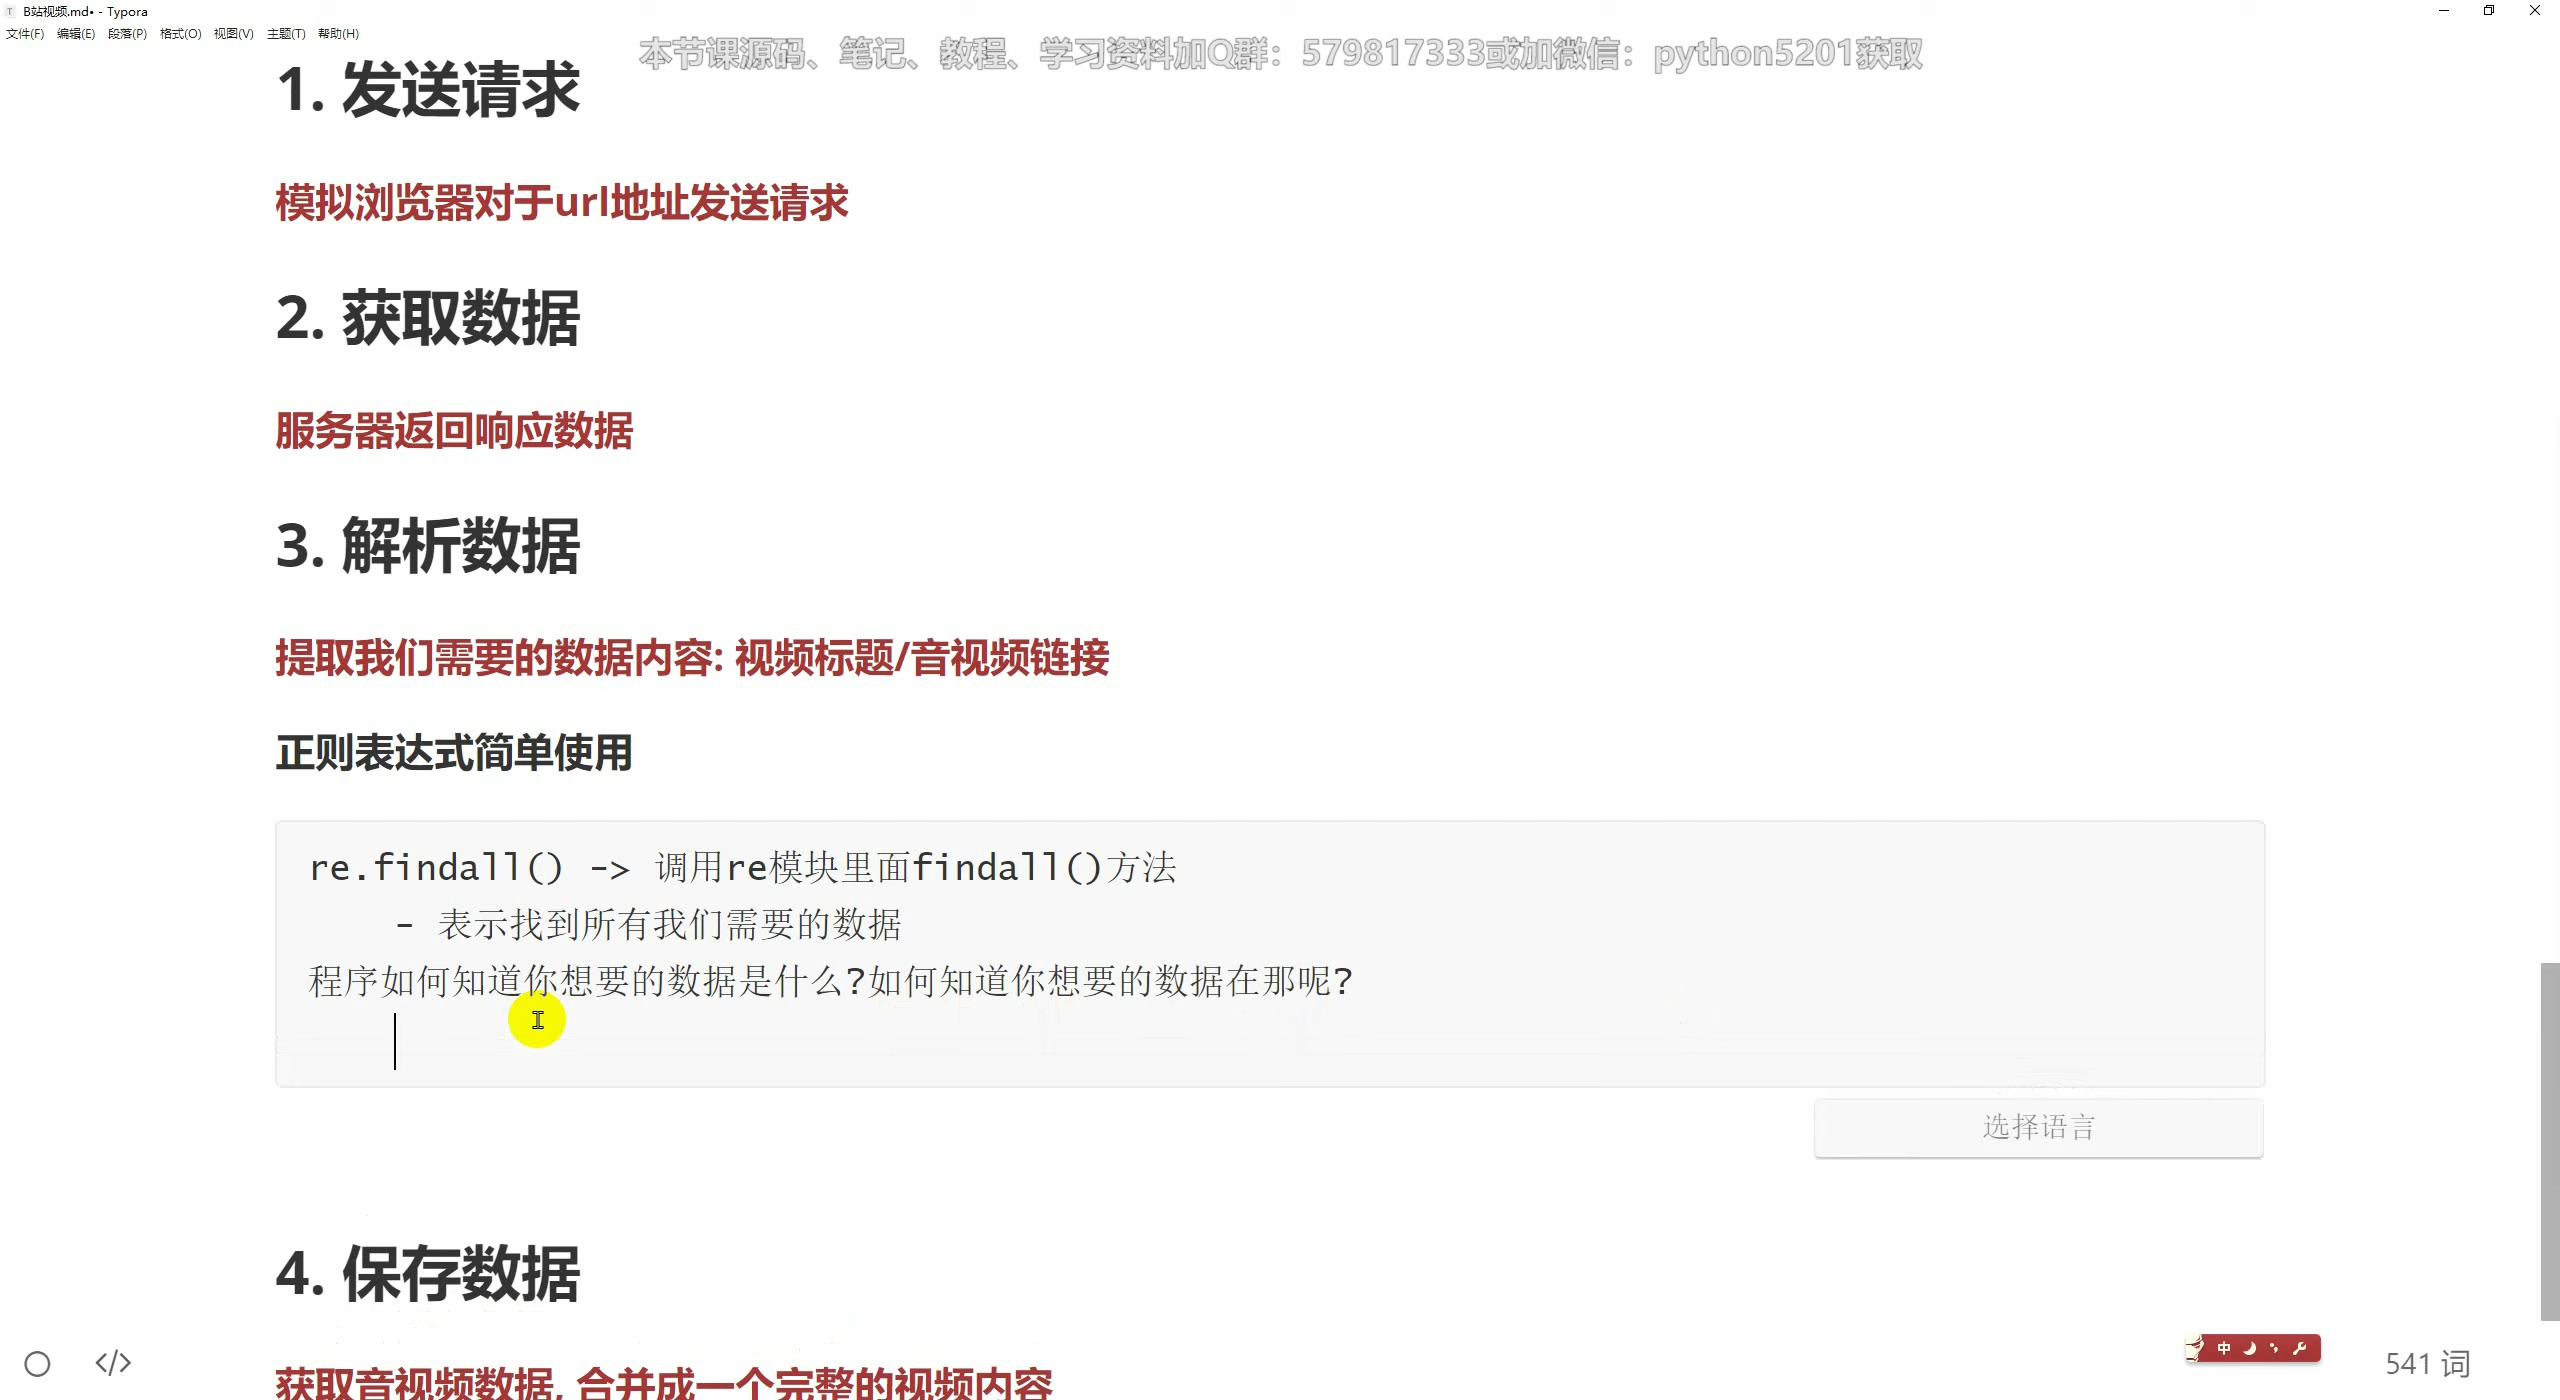 B站视频.md• - Typora
文件(F) 编辑(E) 段落(P) 格式(O) 视图(V) 主题(T) 帮助(H)
本节课源码、笔记、教程、学习资料加Q群：579817333或加微信：python5201获取
1. 发送请求
模拟浏览器对于url地址发送请求
2. 获取数据
服务器返回响应数据
3. 解析数据
提取我们需要的数据内容: 视频标题/音视频链接
正则表达式简单使用
re.findall() -> 调用re模块里面findall()方法
- 表示找到所有我们需要的数据
程序如何知道你想要的数据是什么?如何知道你想要的数据在那呢?
选择语言
4. 保存数据
获取音视频数据, 合并成一个完整的视频内容
中
541 词